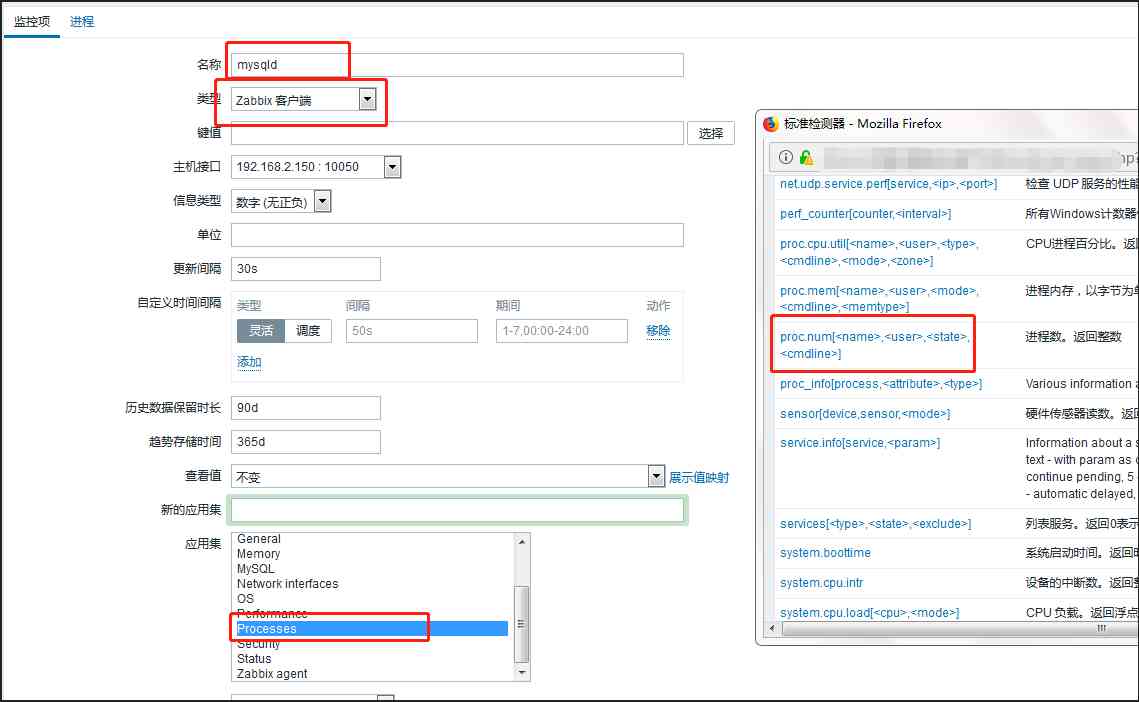 监控项 进程
名称 mysqld
类型 Zabbix 客户端
键值 选择
主机接口 192.168.2.150 : 10050
信息类型 数字 (无正负)
单位
更新间隔 30s
自定义时间间隔 类型 间隔 期间 动作
灵活 调度 50s 1-7,00:00-24:00 移除
添加
历史数据保留时长 90d
趋势存储时间 365d
查看值 不变 展示值映射
新的应用集
应用集 General
Memory
MySQL
Network interfaces
OS
Performance
Processes
Security
Status
Zabbix agent
标准检测器 - Mozilla Firefox
net.udp.service.perf[service,<ip>,<port>] 检查 UDP 服务的性能
perf_counter[counter,<interval>] 所有Windows计数器
proc.cpu.util[<name>,<user>,<type>, CPU进程百分比。返
<cmdline>,<mode>,<zone>]
proc.mem[<name>,<user>,<mode>, 进程内存，以字节为单
<cmdline>,<memtype>]
proc.num[<name>,<user>,<state>, 进程数。返回整数
<cmdline>]
proc_info[process,<attribute>,<type>] Various information a
sensor[device,sensor,<mode>] 硬件传感器读数。返
service.info[service,<param>] Information about a s
text - with param as
continue pending, 5
- automatic delayed,
services[<type>,<state>,<exclude>] 列表服务。返回0表示
system.boottime 系统启动时间。返回
system.cpu.intr 设备的中断数。返回
system.cpu.load[<cpu>,<mode>] CPU 负载。返回浮点